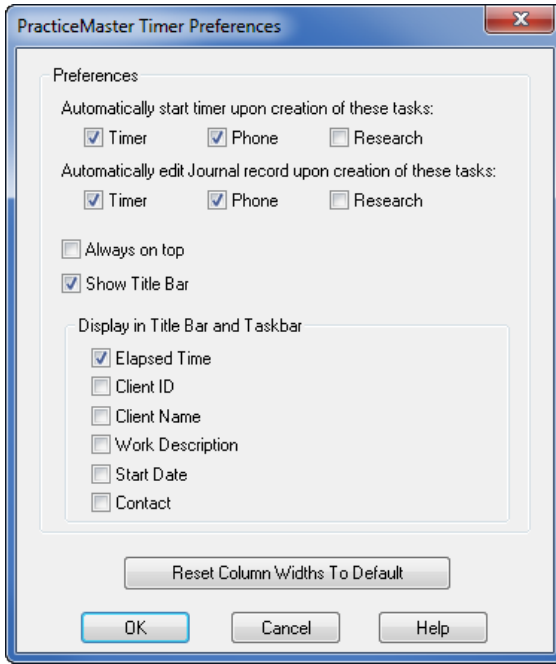 PracticeMaster Timer Preferences
Preferences
Automatically start timer upon creation of these tasks:
Timer Phone Research
Automatically edit Journal record upon creation of these tasks:
Timer Phone Research
Always on top
Show Title Bar
Display in Title Bar and Taskbar
Elapsed Time
Client ID
Client Name
Work Description
Start Date
Contact
Reset Column Widths To Default
OK Cancel Help